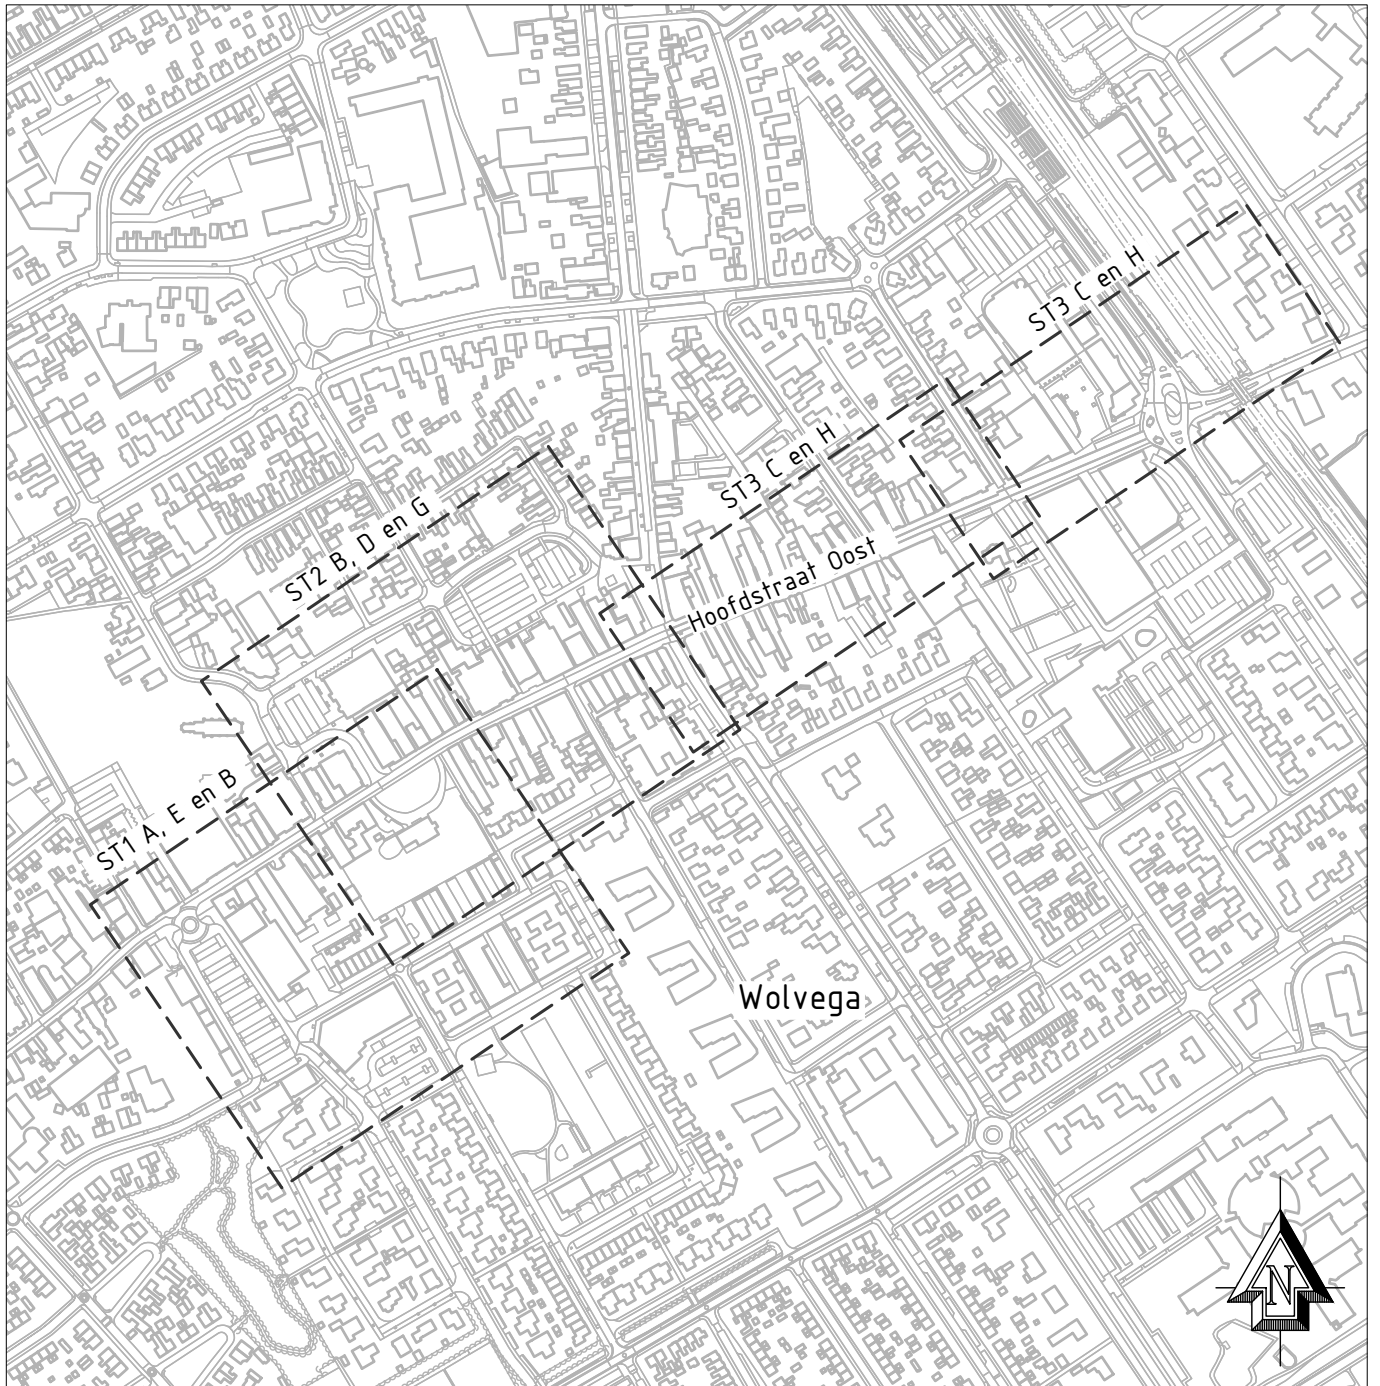 ST3 C en H
ST3 C en H
ST2 B, D en G
Hoofdstraat Oost
ST1 A, E en B
Wolvega
N